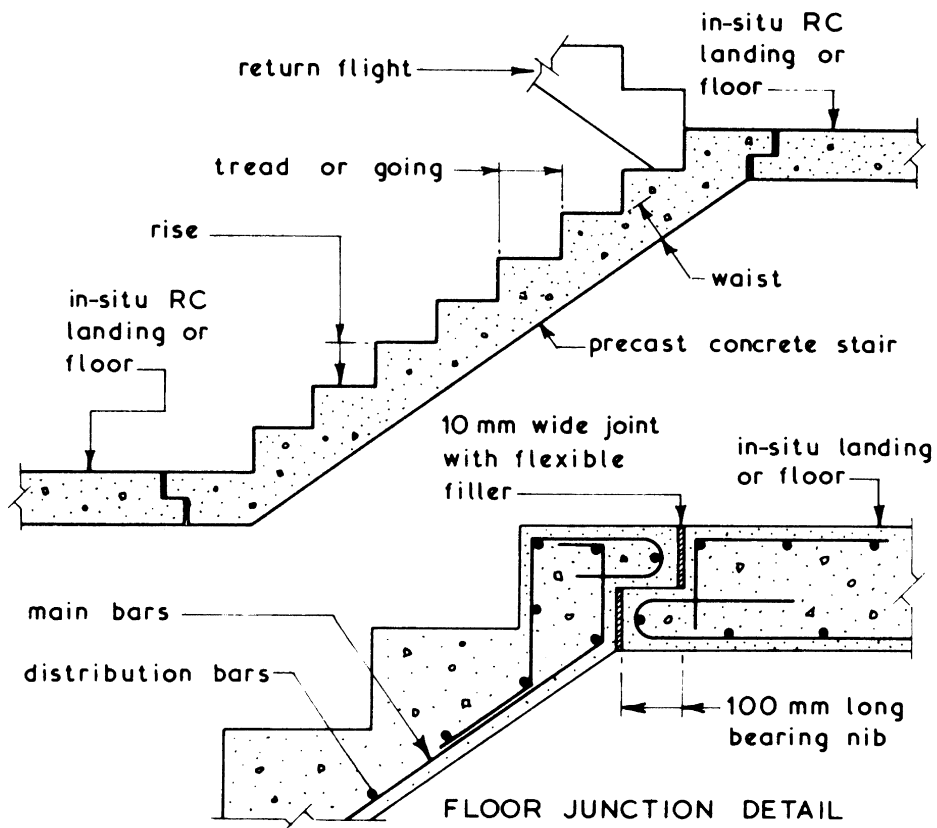 in-situ RC
landing or
floor
return flight
tread or going
rise
waist
in-situ RC
landing or
floor
precast concrete stair
10 mm wide joint
with flexible
filler
in-situ landing
or floor
main bars
distribution bars
100 mm long
bearing nib
FLOOR JUNCTION DETAIL